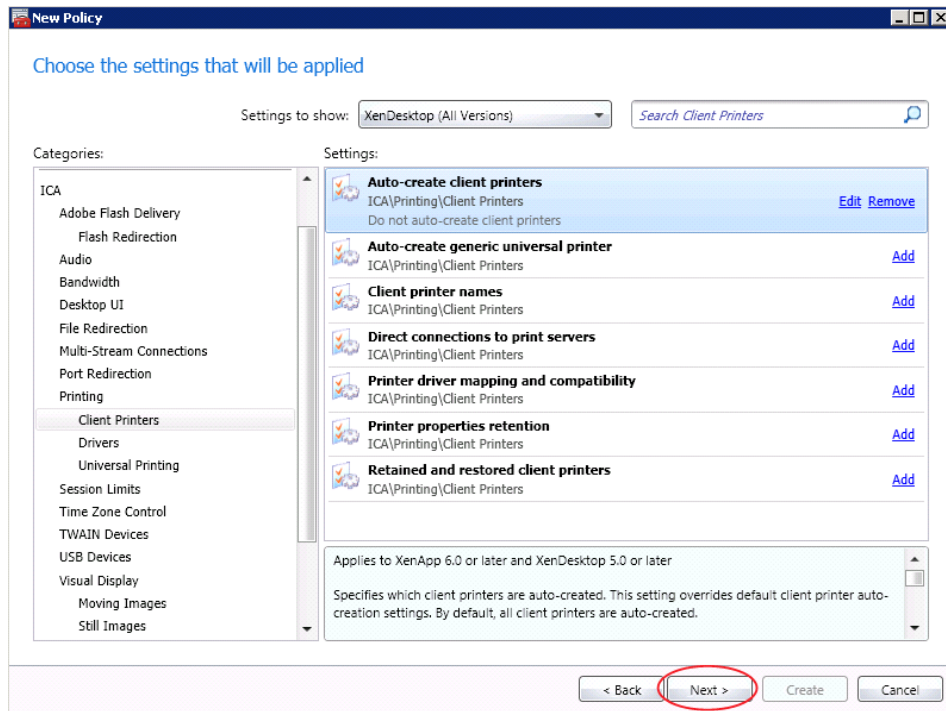 New Policy
Choose the settings that will be applied
Settings to show: XenDesktop (All Versions) Search Client Printers
Categories:
ICA
Adobe Flash Delivery
Flash Redirection
Audio
Bandwidth
Desktop UI
File Redirection
Multi-Stream Connections
Port Redirection
Printing
Client Printers
Drivers
Universal Printing
Session Limits
Time Zone Control
TWAIN Devices
USB Devices
Visual Display
Moving Images
Still Images
Settings:
Auto-create client printers
ICA\Printing\Client Printers Edit Remove
Do not auto-create client printers
Auto-create generic universal printer
ICA\Printing\Client Printers Add
Client printer names
ICA\Printing\Client Printers Add
Direct connections to print servers
ICA\Printing\Client Printers Add
Printer driver mapping and compatibility
ICA\Printing\Client Printers Add
Printer properties retention
ICA\Printing\Client Printers Add
Retained and restored client printers
ICA\Printing\Client Printers Add
Applies to XenApp 6.0 or later and XenDesktop 5.0 or later
Specifies which client printers are auto-created. This setting overrides default client printer auto-
creation settings. By default, all client printers are auto-created.
< Back Next > Create Cancel